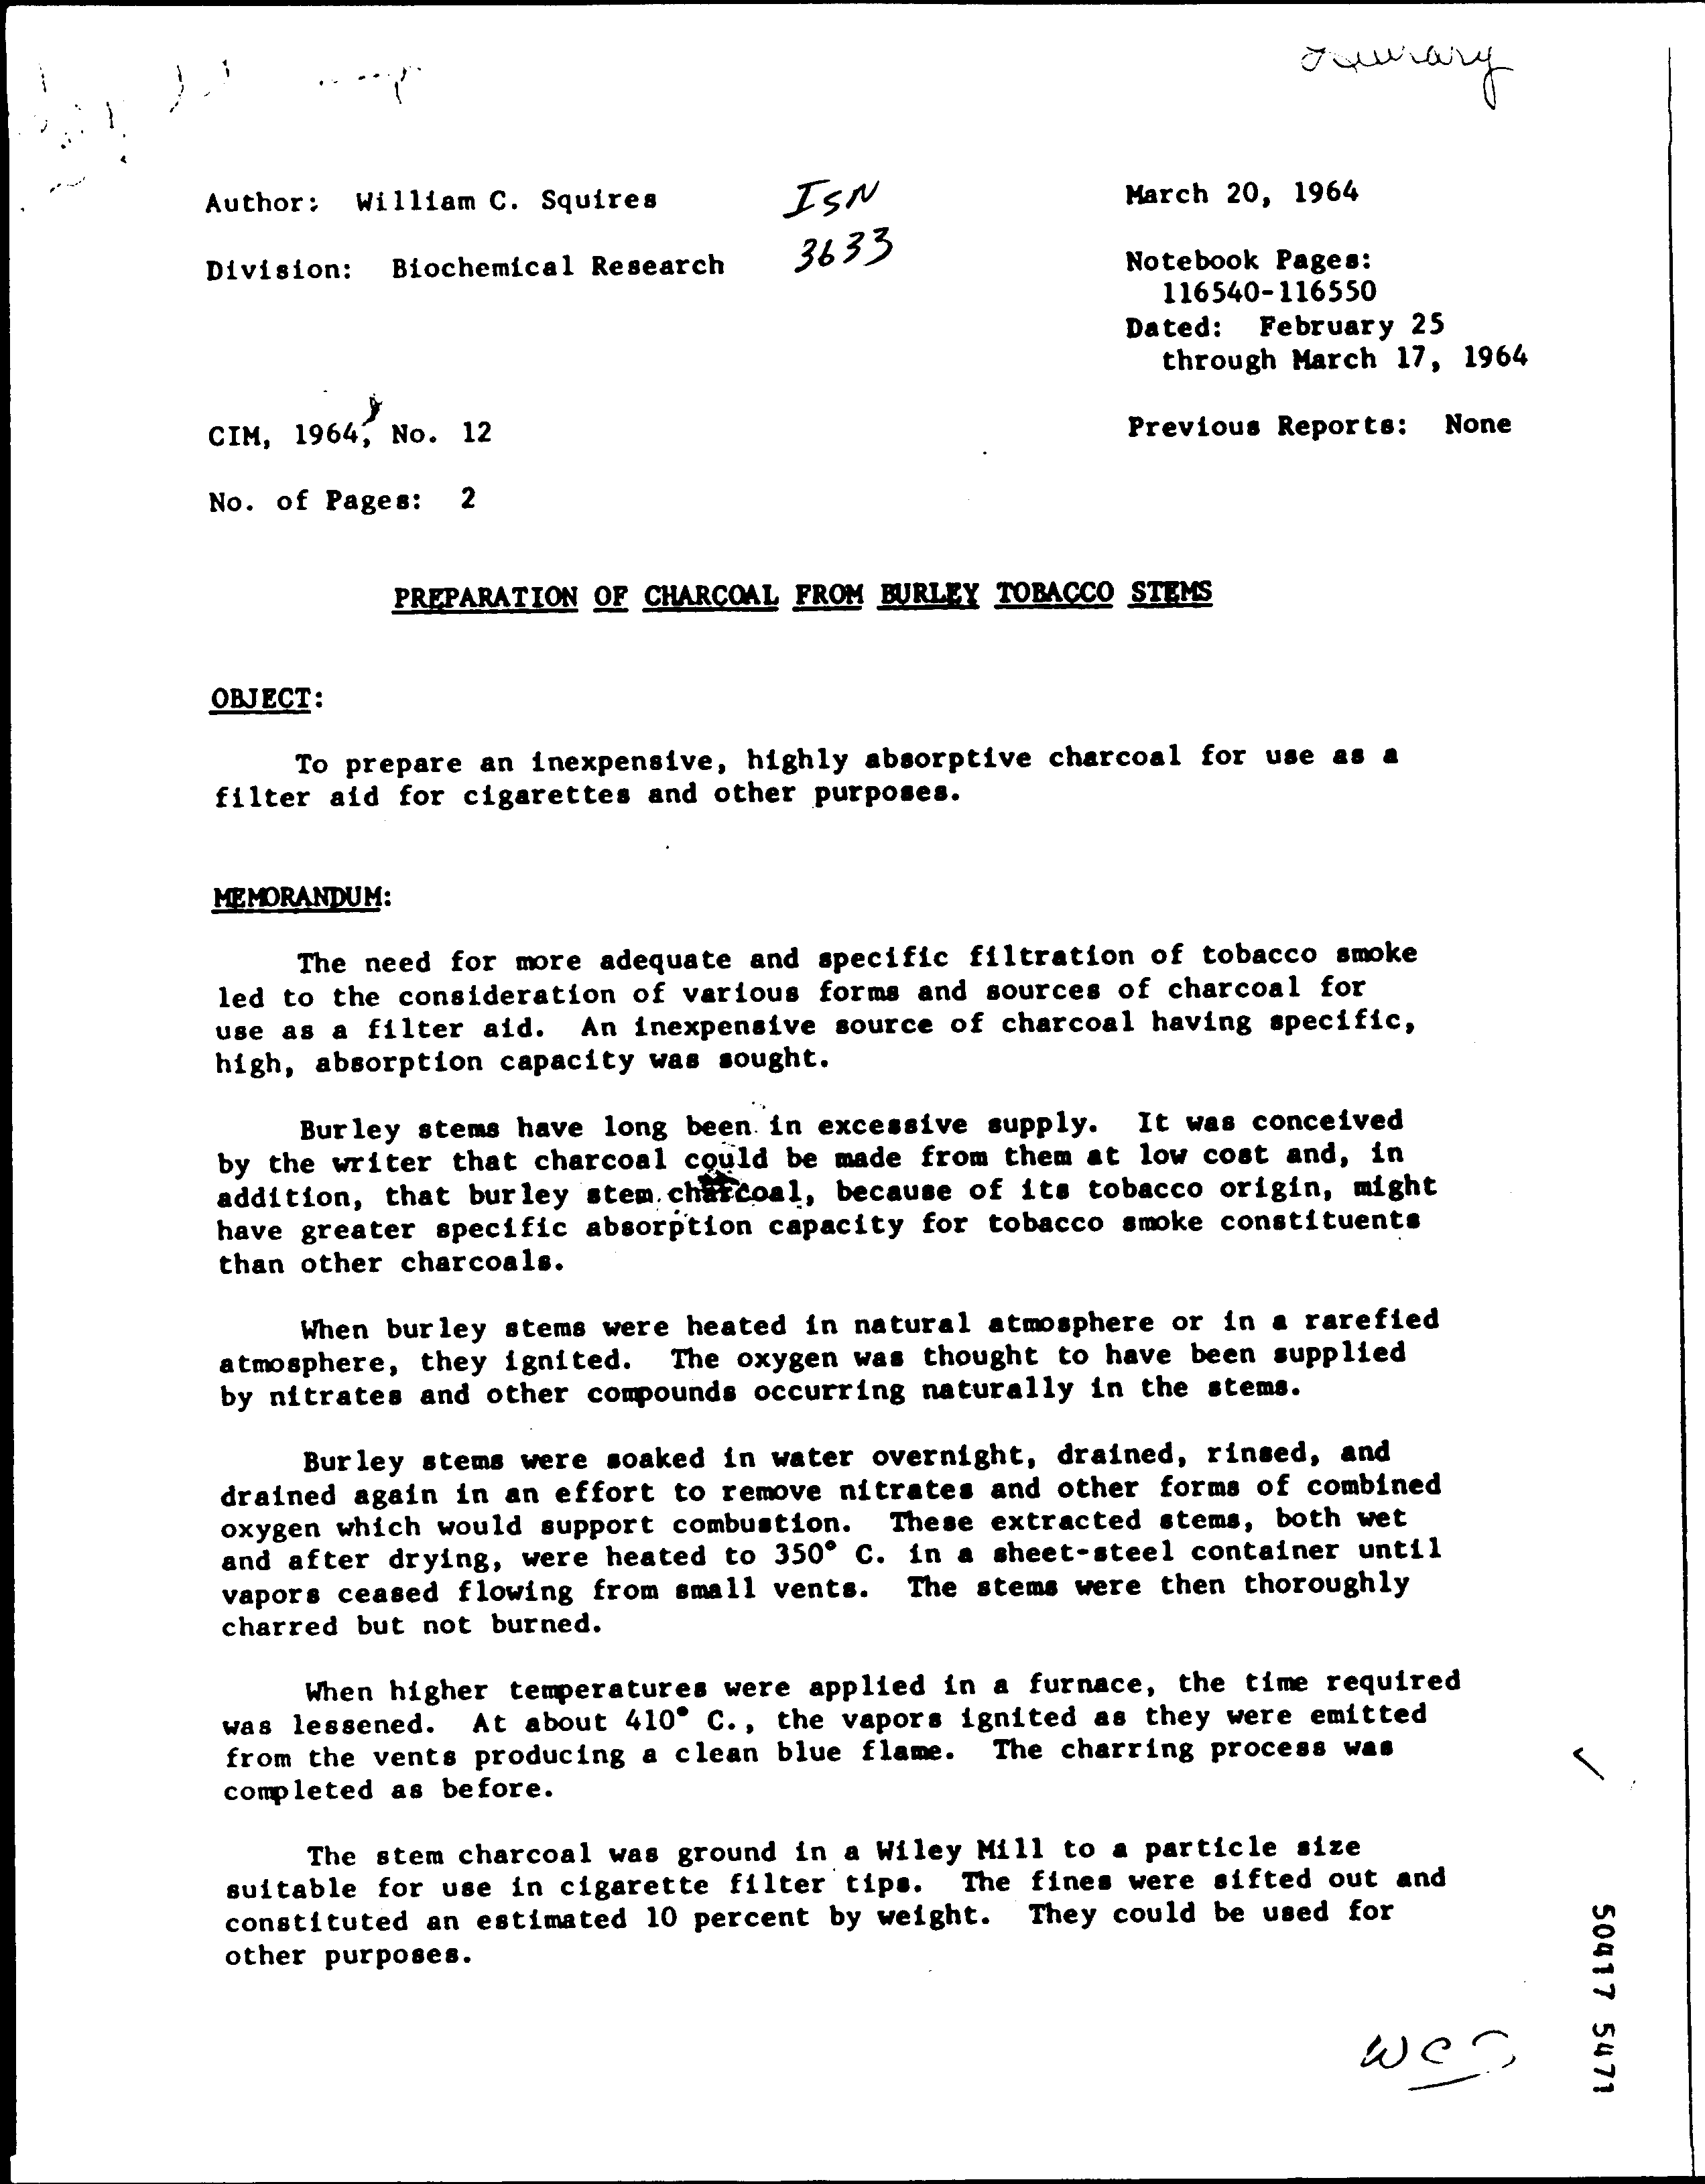 Author: William C. Squires
ISN
3633
March 20, 1964
Division: Biochemical Research
Notebook Pages:
116540-116550
Dated: February 25
through March 17, 1964
CIM, 1964, No. 12
Previous Reports: None
No. of Pages: 2
PREPARATION OF CHARCOAL FROM BURLEY TOBACCO STEMS
OBJECT:
To prepare an inexpensive, highly absorptive charcoal for use as a
filter aid for cigarettes and other purposes.
MEMORANDUM:
The need for more adequate and specific filtration of tobacco smoke
led to the consideration of various forms and sources of charcoal for
use as a filter aid. An inexpensive source of charcoal having specific,
high, absorption capacity was sought.
Burley stems have long been in excessive supply. It was conceived
by the writer that charcoal could be made from them at low cost and, in
addition, that burley stem charcoal, because of its tobacco origin, might
have greater specific absorption capacity for tobacco smoke constituents
than other charcoals.
When burley stems were heated in natural atmosphere or in a rarefied
atmosphere, they ignited. The oxygen was thought to have been supplied
by nitrates and other compounds occurring naturally in the stems.
Burley stems were soaked in water overnight, drained, rinsed, and
drained again in an effort to remove nitrates and other forms of combined
oxygen which would support combustion. These extracted stems, both wet
and after drying, were heated to 350° C. in a sheet-steel container until
vapors ceased flowing from small vents. The stems were then thoroughly
charred but not burned.
When higher temperatures were applied in a furnace, the time required
was lessened. At about 410° C., the vapors ignited as they were emitted
from the vents producing a clean blue flame. The charring process was
completed as before.
The stem charcoal was ground in a Wiley Mill to a particle size
suitable for use in cigarette filter tips. The fines were sifted out and
constituted an estimated 10 percent by weight. They could be used for
other purposes.
WCS
50417 5471